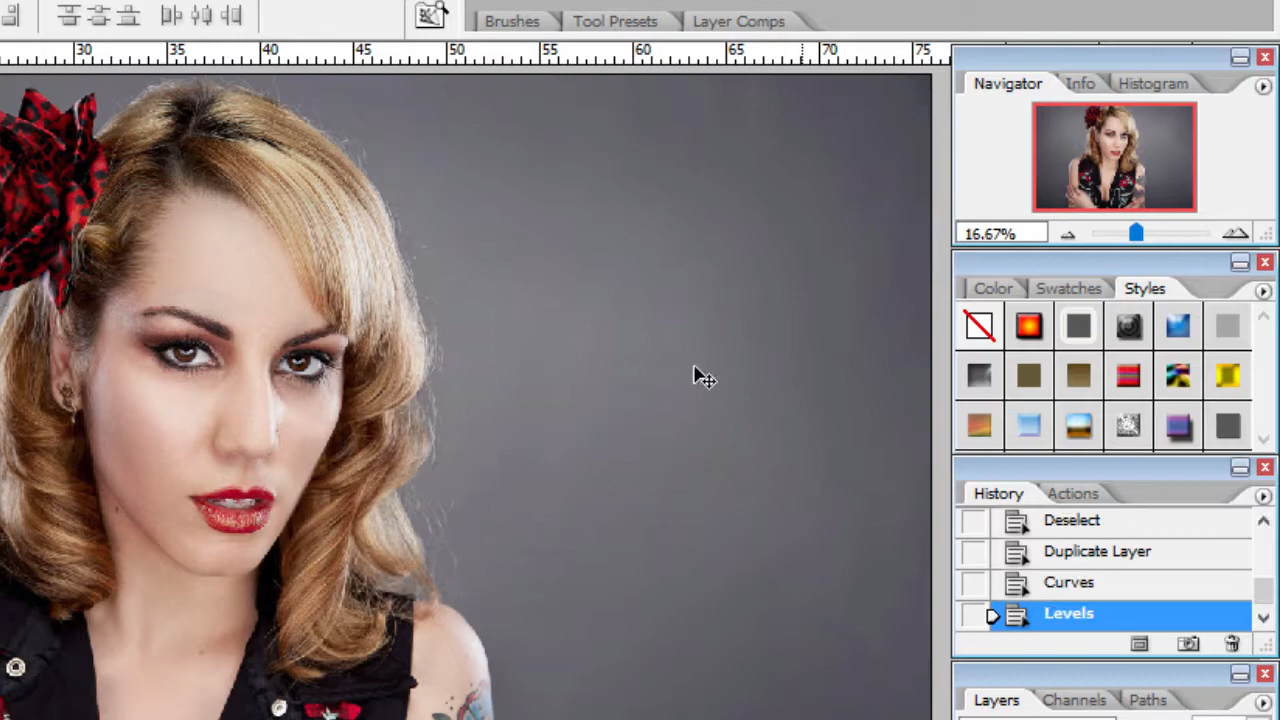 Brushes Tool Presets Layer Comps
30 35 40 45 50 55 60 65 70 75
Navigator Info Histogram
16.67%
Color Swatches Styles
History Actions
Deselect
Duplicate Layer
Curves
Levels
Layers Channels Paths